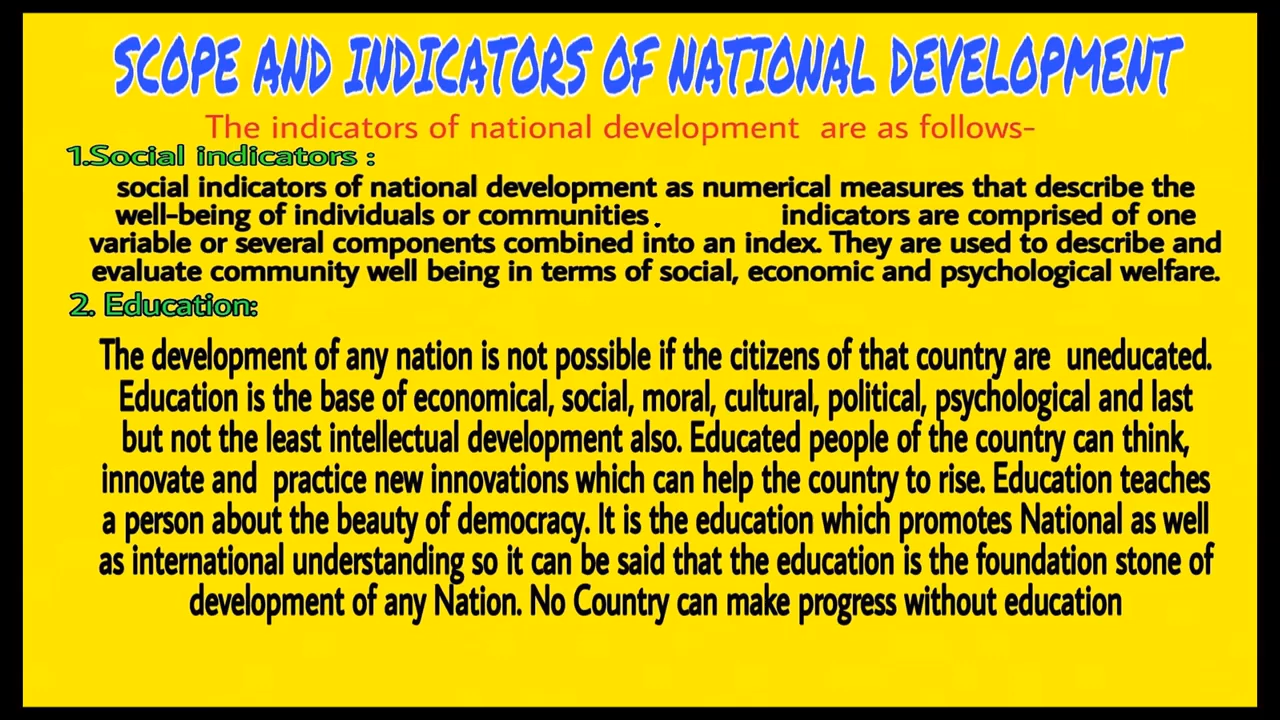 SCOPE AND INDICATORS OF NATIONAL DEVELOPMENT
The indicators of national development are as follows-
1.Social indicators :
social indicators of national development as numerical measures that describe the
well-being of individuals or communities . indicators are comprised of one
variable or several components combined into an index. They are used to describe and
evaluate community well being in terms of social, economic and psychological welfare.
2. Education:
The development of any nation is not possible if the citizens of that country are uneducated.
Education is the base of economical, social, moral, cultural, political, psychological and last
but not the least intellectual development also. Educated people of the country can think,
innovate and practice new innovations which can help the country to rise. Education teaches
a person about the beauty of democracy. It is the education which promotes National as well
as international understanding so it can be said that the education is the foundation stone of
development of any Nation. No Country can make progress without education